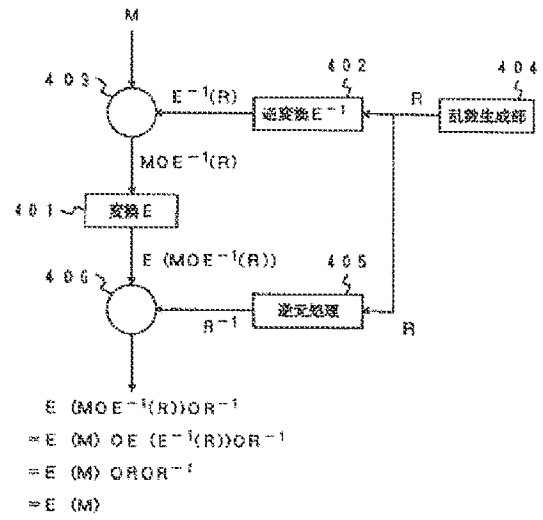 M
403
402
404
E⁻¹(R)
逆変換E⁻¹
R
乱数生成部
MOE⁻¹(R)
401
変換E
E (MOE⁻¹(R))
405
406
逆元処理
R⁻¹
R
E (MOE⁻¹(R))OR⁻¹
=E (M) OE (E⁻¹(R))OR⁻¹
=E (M) OROR⁻¹
=E (M)